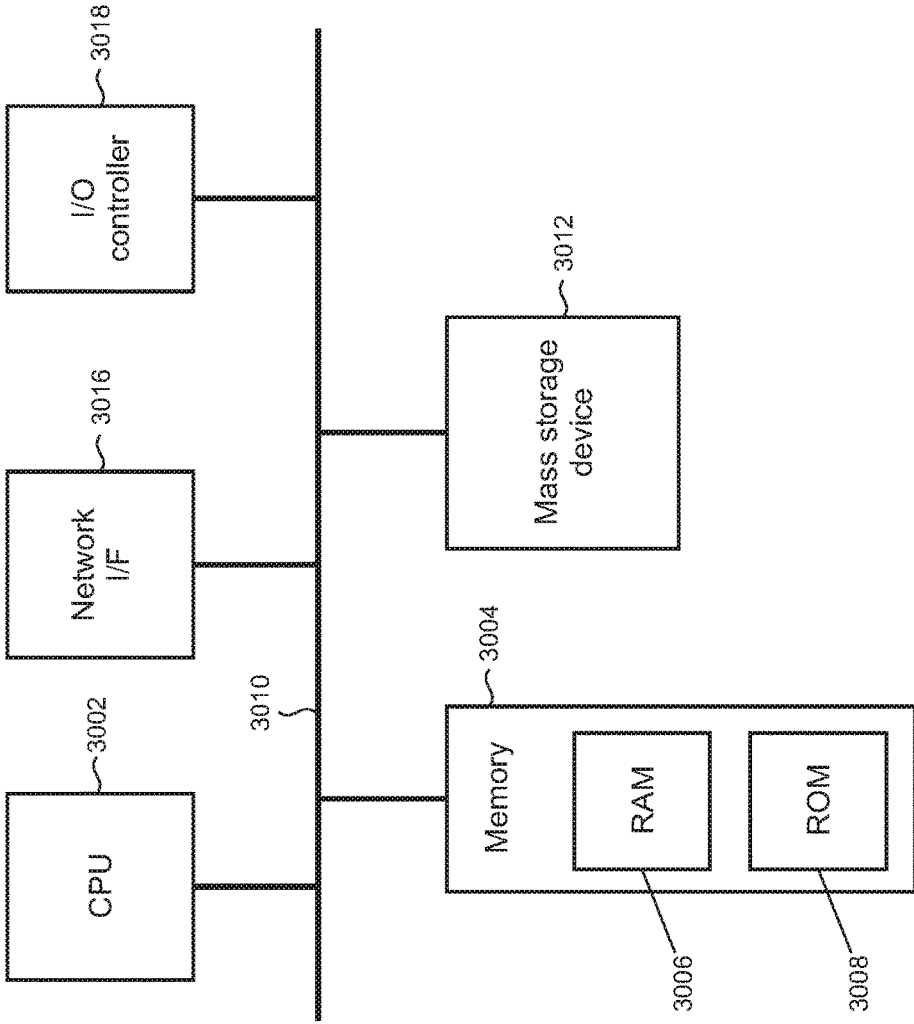 CPU
3002
Network
I/F
3016
I/O
controller
3018
3010
Memory
3004
RAM
3006
ROM
3008
Mass storage
device
3012